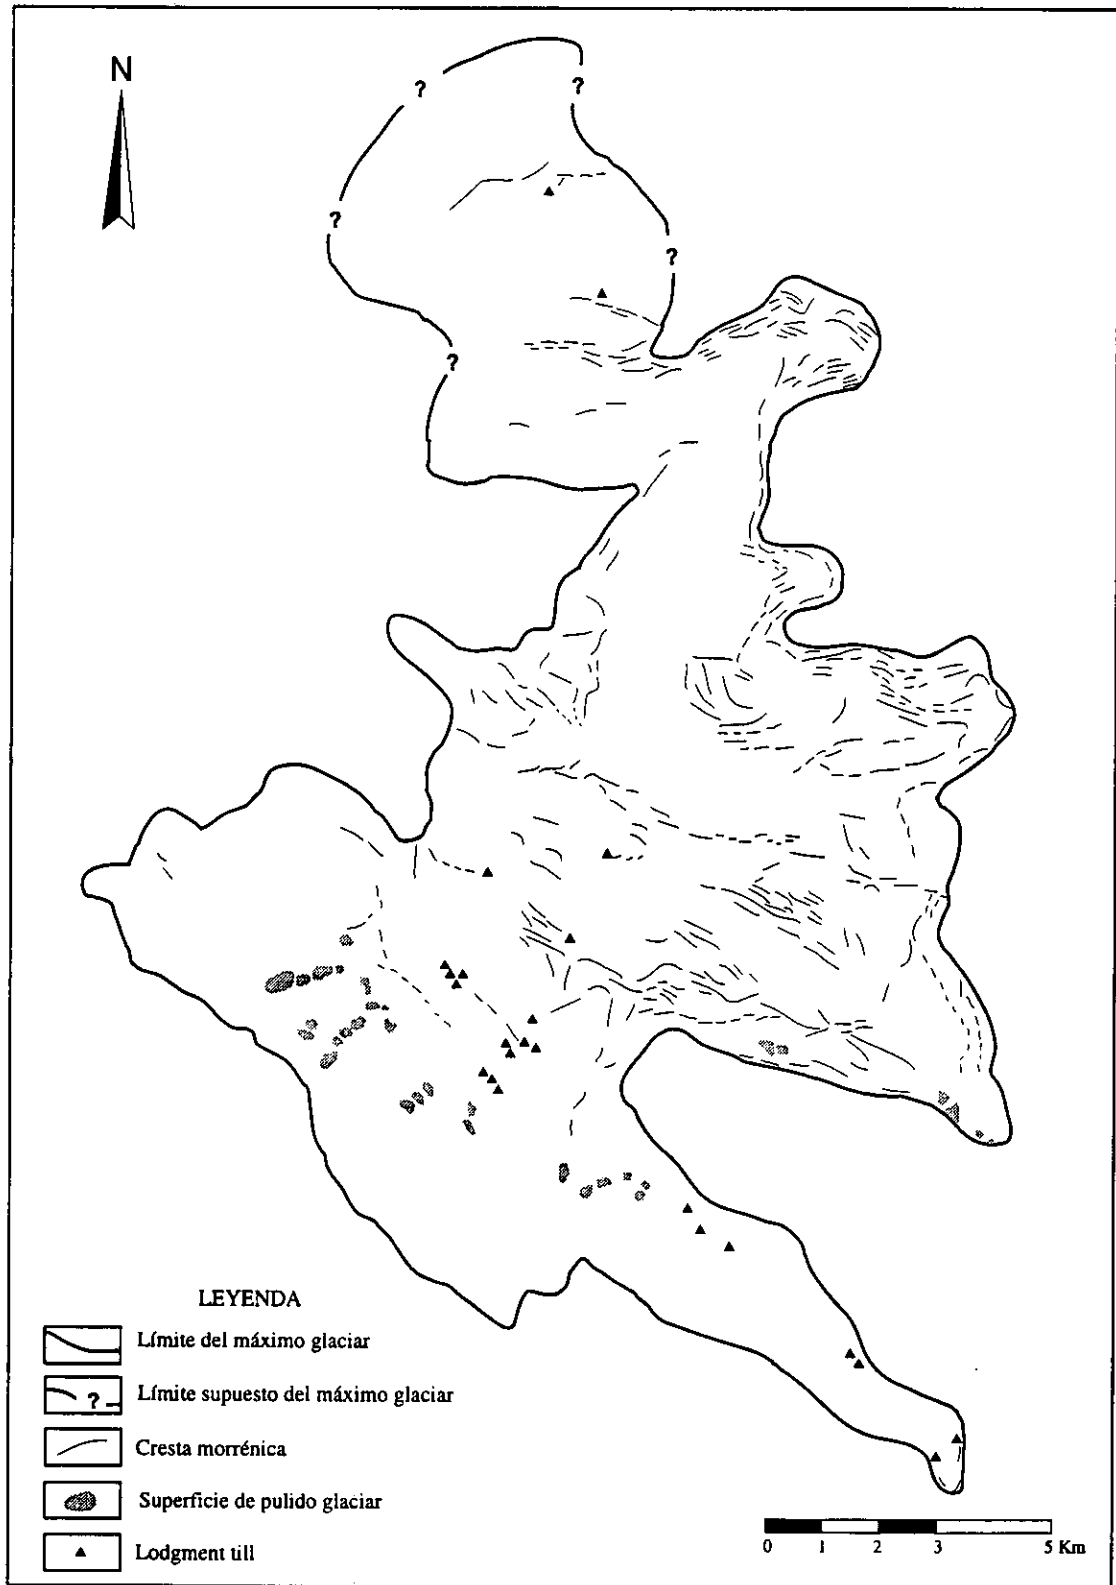 N
?
?
?
?
?
LEYENDA
Límite del máximo glaciar
?
Límite supuesto del máximo glaciar
Cresta morrénica
Superficie de pulido glaciar
Lodgment till
0 1 2 3 5 Km